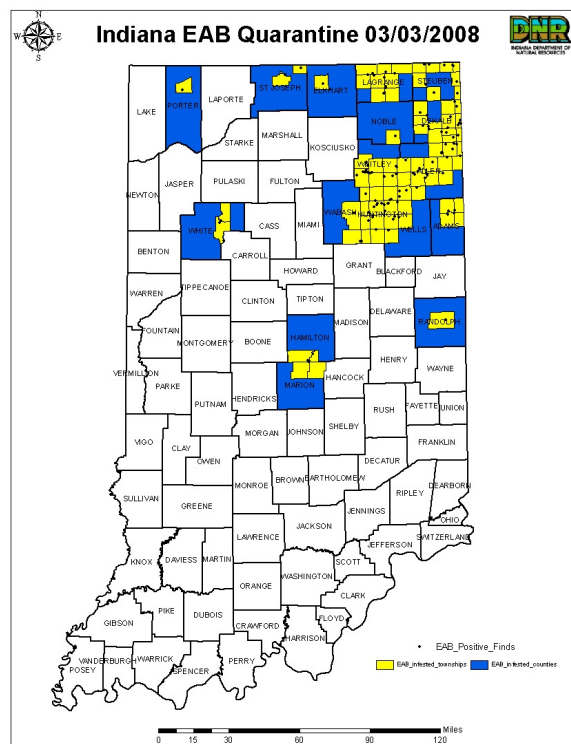 N
W E
S
Indiana EAB Quarantine 03/03/2008
DNR
INDIANA DEPARTMENT OF
NATURAL RESOURCES
LAKE
PORTER
LAPORTE
ST JOSEPH
ELKHART
LAGRANGE
STEUBEN
NOBLE
DEKALB
MARSHALL
STARKE
KOSCIUSKO
WHITLEY
ALLEN
NEWTON
JASPER
PULASKI
FULTON
WABASH
HUNTINGTON
WELLS
ADAMS
WHITE
CASS
MIAMI
BENTON
CARROLL
GRANT
BLACKFORD
JAY
HOWARD
WARREN
TIPPECANOE
CLINTON
TIPTON
MADISON
DELAWARE
RANDOLPH
FOUNTAIN
MONTGOMERY
BOONE
HAMILTON
HENRY
WAYNE
VERMILLION
PARKE
PUTNAM
HENDRICKS
MARION
HANCOCK
RUSH
FAYETTE
UNION
VIGO
CLAY
OWEN
MORGAN
JOHNSON
SHELBY
FRANKLIN
DECATUR
SULLIVAN
GREENE
MONROE
BROWN
BARTHOLOMEW
RIPLEY
DEARBORN
JENNINGS
OHIO
SWITZERLAND
JEFFERSON
JACKSON
LAWRENCE
KNOX
DAVIESS
MARTIN
SCOTT
ORANGE
WASHINGTON
CLARK
GIBSON
PIKE
DUBOIS
CRAWFORD
FLOYD
HARRISON
POSEY
VANDERBURGH
WARRICK
SPENCER
PERRY
EAB_Positive_Finds
EAB_infested_townships
EAB_infested_counties
Miles
0 15 30 60 90 120